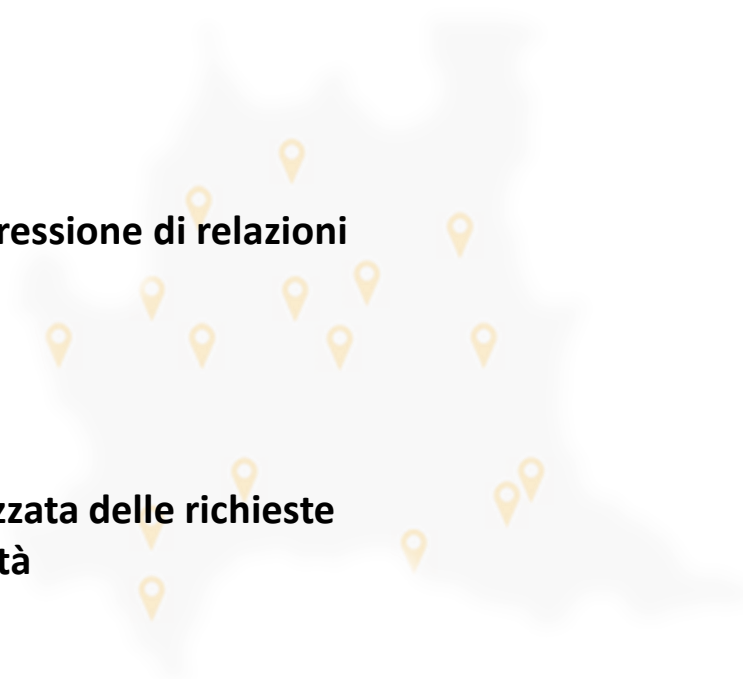 ressione di relazioni
zzata delle richieste
tà